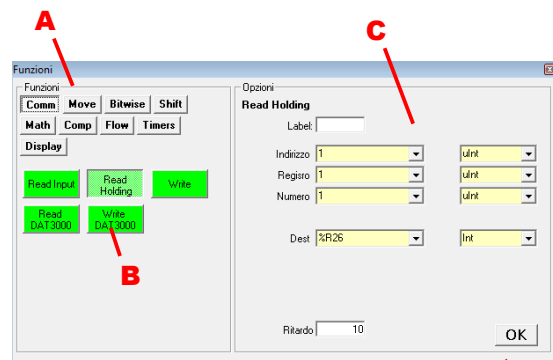 A
C
Funzioni
Funzioni
Comm Move Bitwise Shift
Math Comp Flow Timers
Display
Read Input Read Holding Write
Read DAT3000 Write DAT3000
B
Opzioni
Read Holding
Label:
Indirizzo 1 uInt
Regisro 1 uInt
Numero 1 uInt
Dest %R26 Int
Ritardo 10
OK